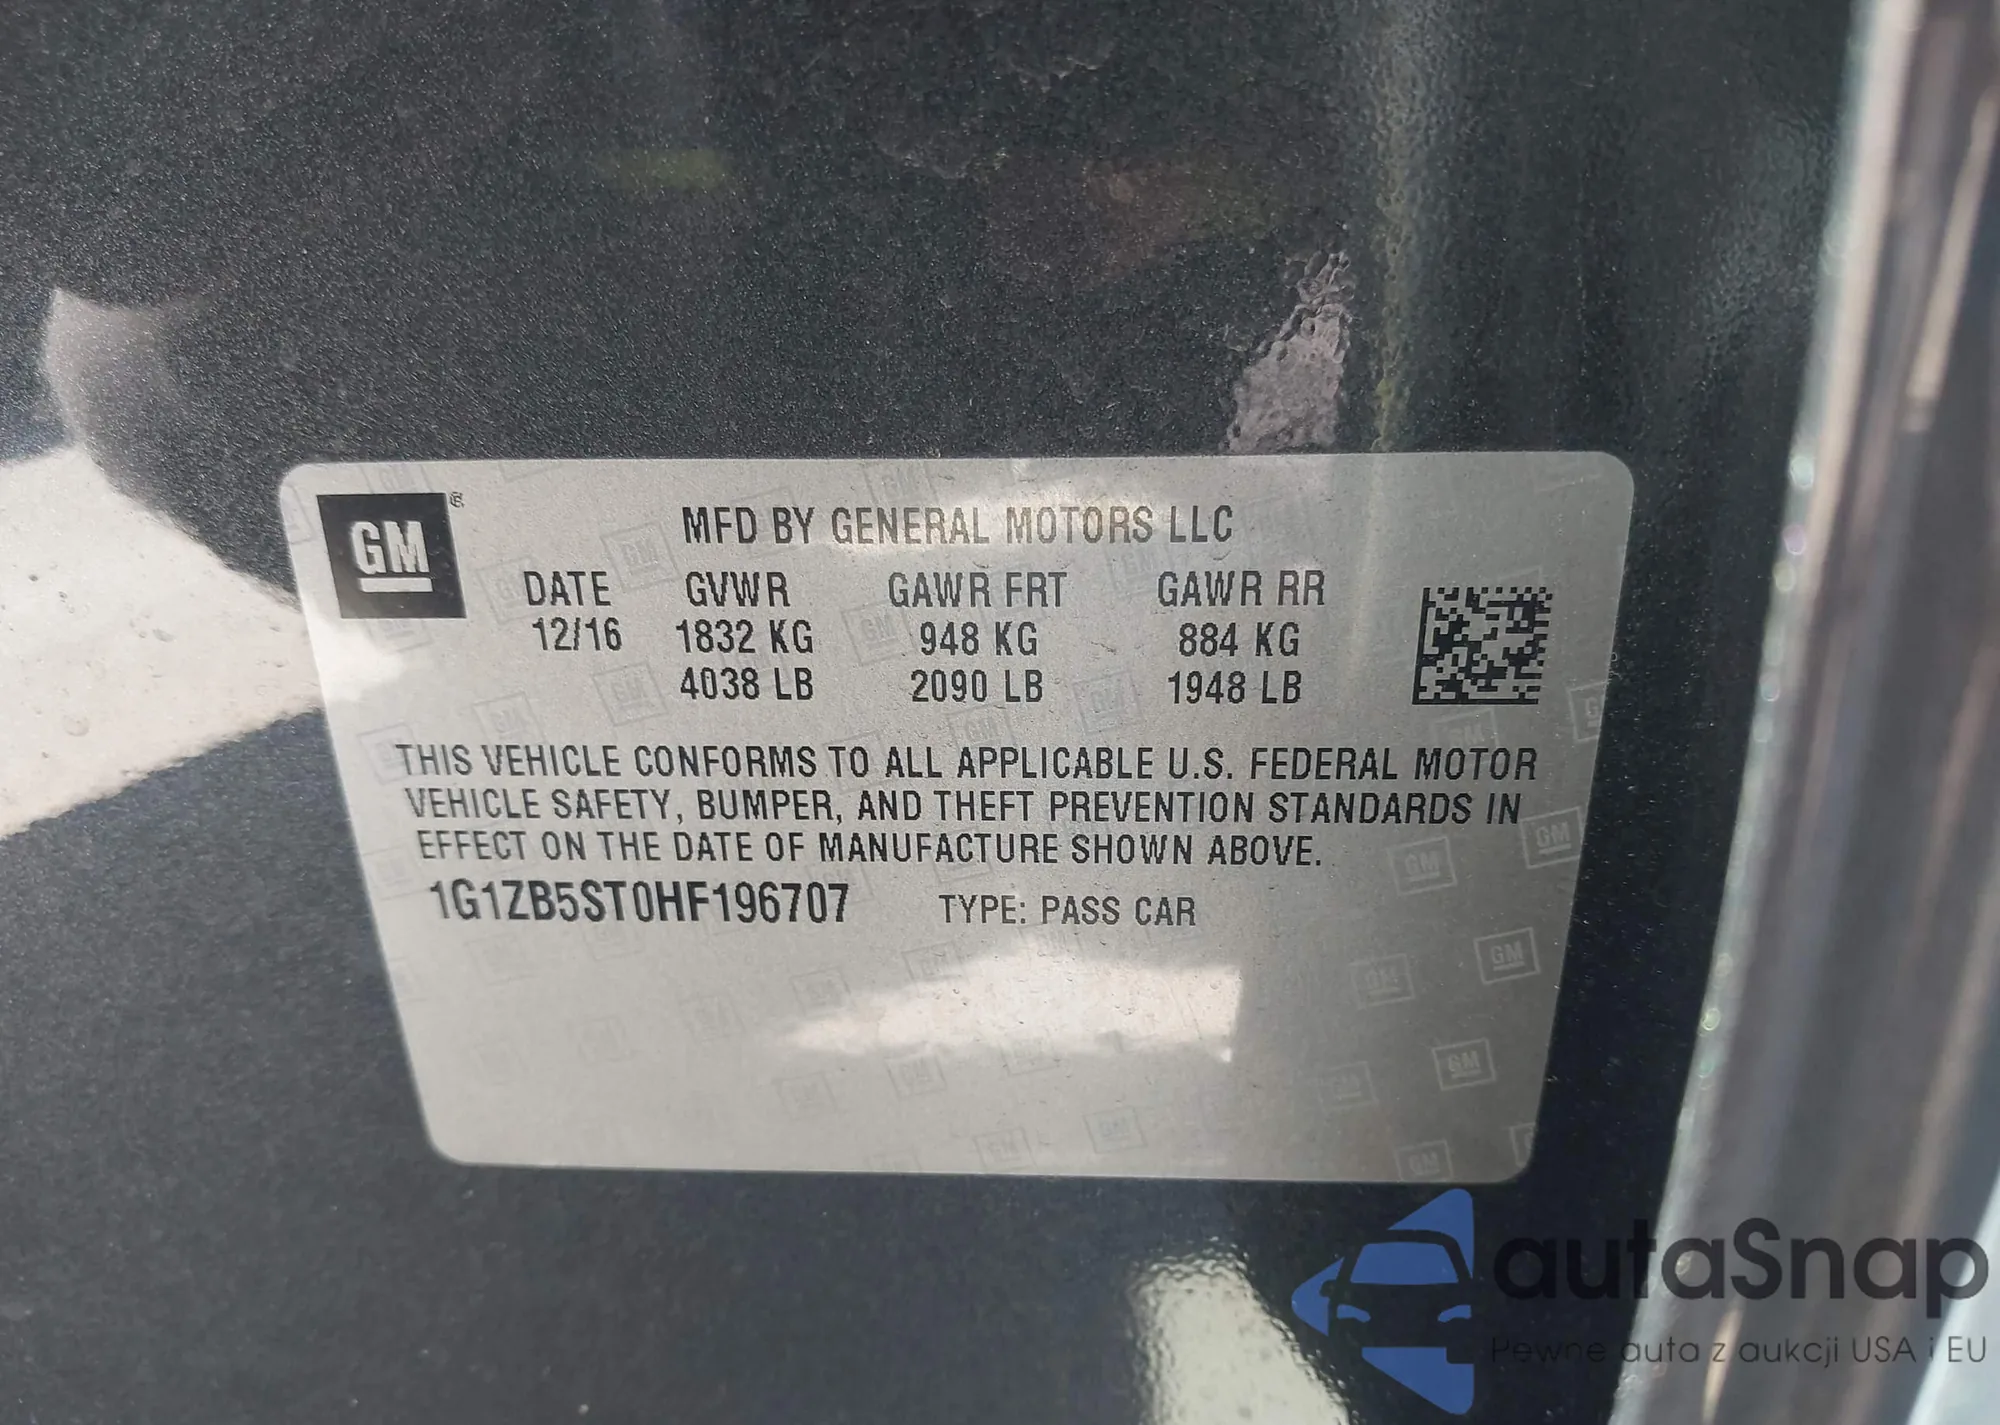 GM®
MFD BY GENERAL MOTORS LLC
DATE GVWR GAWR FRT GAWR RR
12/16 1832 KG 948 KG 884 KG
4038 LB 2090 LB 1948 LB
THIS VEHICLE CONFORMS TO ALL APPLICABLE U.S. FEDERAL MOTOR
VEHICLE SAFETY, BUMPER, AND THEFT PREVENTION STANDARDS IN
EFFECT ON THE DATE OF MANUFACTURE SHOWN ABOVE.
1G1ZB5ST0HF196707 TYPE: PASS CAR
autaSnap
Pewne auta z aukcji USA i EU